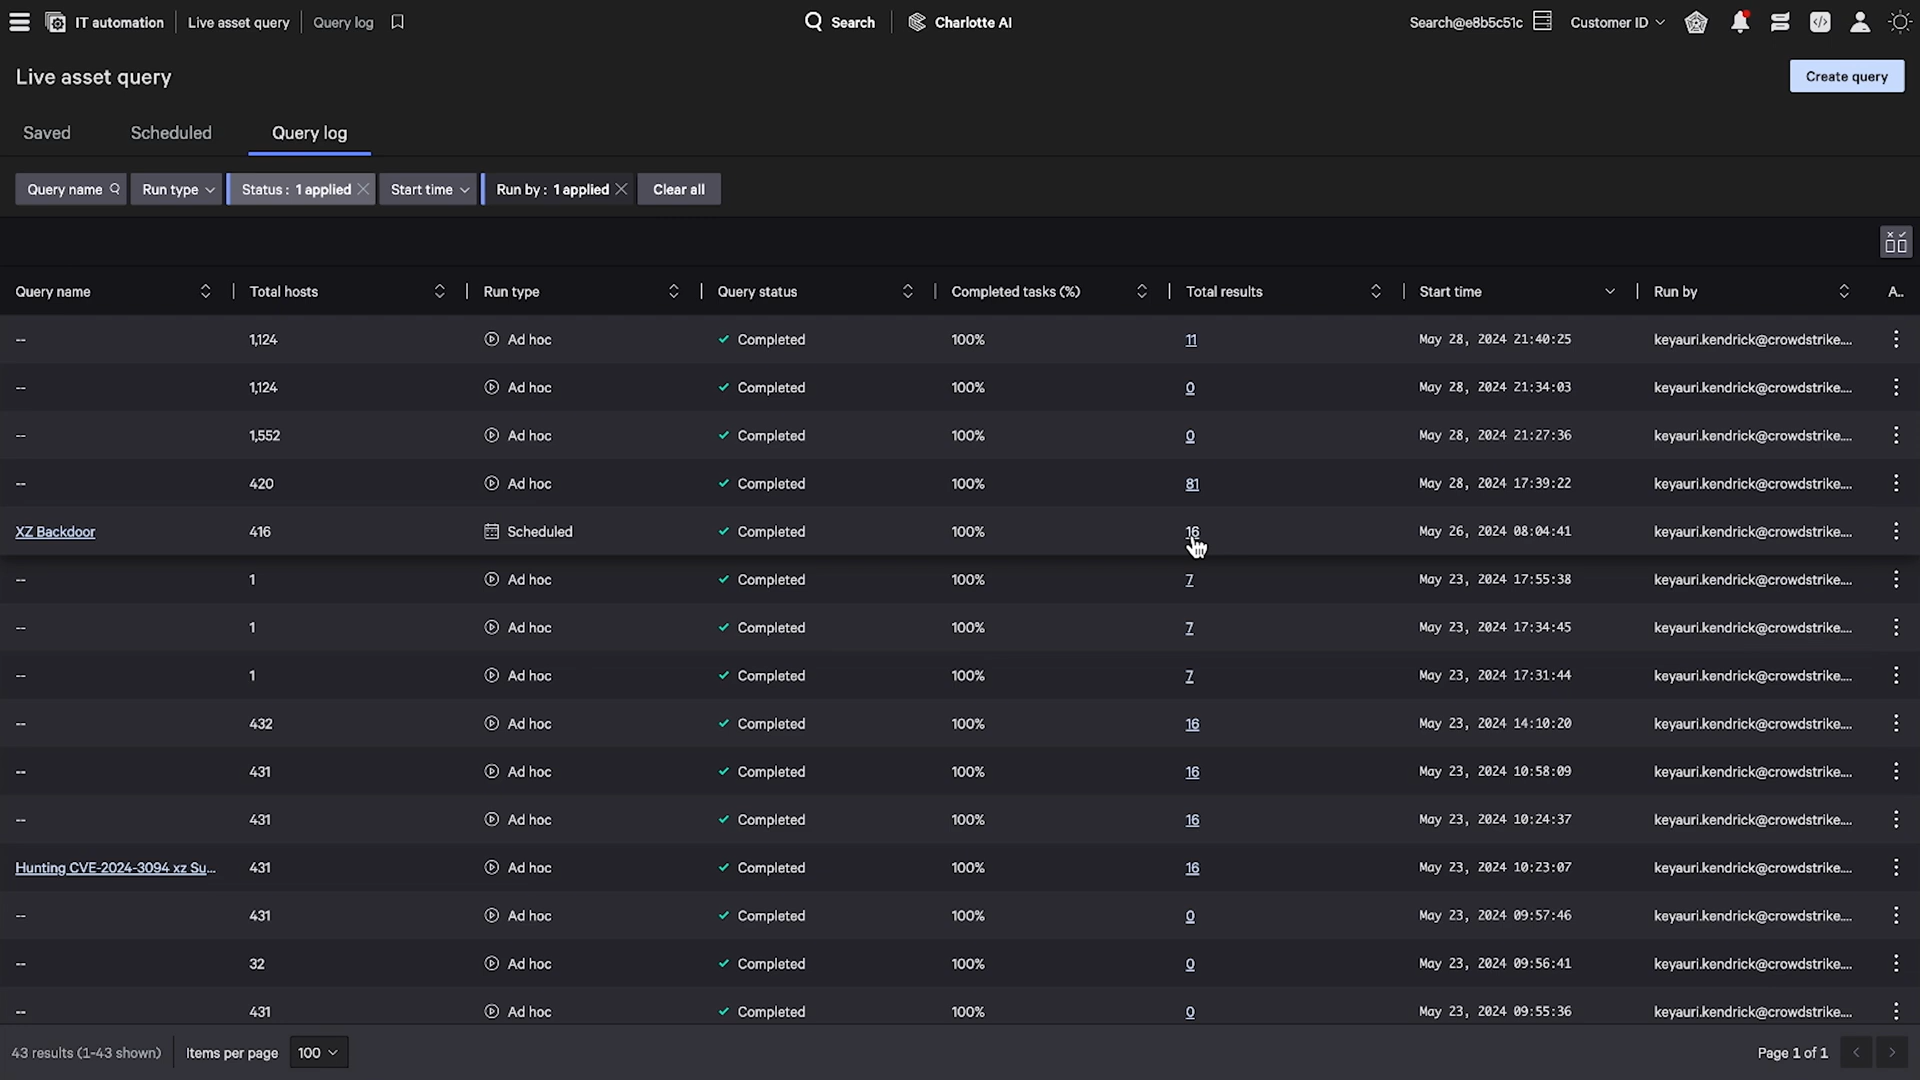 IT automation Live asset query Query log Search Charlotte AI Search@e8b5c51c Customer ID
Live asset query Create query
Saved Scheduled Query log
Query name Run type Status : 1 applied Start time Run by : 1 applied Clear all
Query name Total hosts Run type Query status Completed tasks (%) Total results Start time Run by A..
-- 1,124 Ad hoc Completed 100% 11 May 28, 2024 21:40:25 keyauri.kendrick@crowdstrike....
-- 1,124 Ad hoc Completed 100% 0 May 28, 2024 21:34:03 keyauri.kendrick@crowdstrike....
-- 1,552 Ad hoc Completed 100% 0 May 28, 2024 21:27:36 keyauri.kendrick@crowdstrike....
-- 420 Ad hoc Completed 100% 81 May 28, 2024 17:39:22 keyauri.kendrick@crowdstrike....
XZ Backdoor 416 Scheduled Completed 100% 16 May 26, 2024 08:04:41 keyauri.kendrick@crowdstrike....
-- 1 Ad hoc Completed 100% 7 May 23, 2024 17:55:38 keyauri.kendrick@crowdstrike....
-- 1 Ad hoc Completed 100% 7 May 23, 2024 17:34:45 keyauri.kendrick@crowdstrike....
-- 1 Ad hoc Completed 100% 7 May 23, 2024 17:31:44 keyauri.kendrick@crowdstrike....
-- 432 Ad hoc Completed 100% 16 May 23, 2024 14:10:20 keyauri.kendrick@crowdstrike....
-- 431 Ad hoc Completed 100% 16 May 23, 2024 10:58:09 keyauri.kendrick@crowdstrike....
-- 431 Ad hoc Completed 100% 16 May 23, 2024 10:24:37 keyauri.kendrick@crowdstrike....
Hunting CVE-2024-3094 xz Su... 431 Ad hoc Completed 100% 16 May 23, 2024 10:23:07 keyauri.kendrick@crowdstrike....
-- 431 Ad hoc Completed 100% 0 May 23, 2024 09:57:46 keyauri.kendrick@crowdstrike....
-- 32 Ad hoc Completed 100% 0 May 23, 2024 09:56:41 keyauri.kendrick@crowdstrike....
-- 431 Ad hoc Completed 100% 0 May 23, 2024 09:55:36 keyauri.kendrick@crowdstrike....
43 results (1-43 shown) Items per page 100 Page 1 of 1